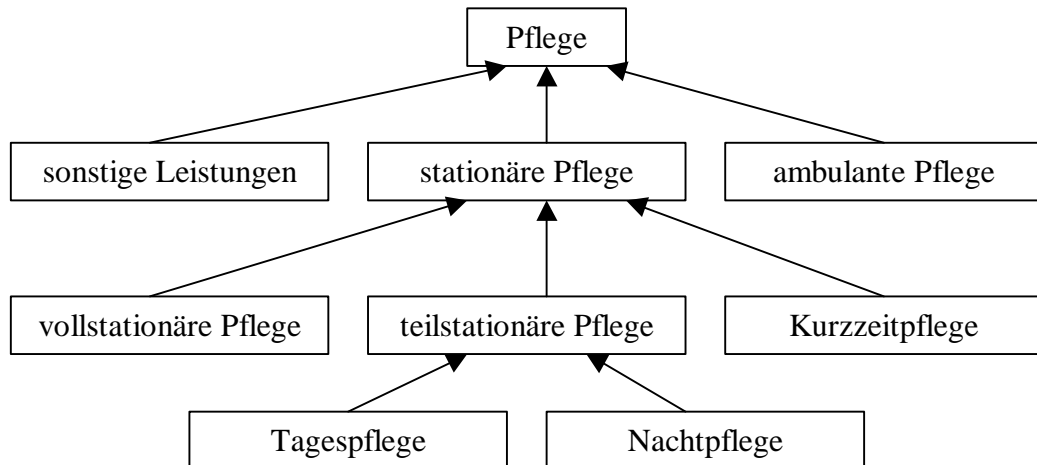 Pflege
sonstige Leistungen
stationäre Pflege
ambulante Pflege
vollstationäre Pflege
teilstationäre Pflege
Kurzzeitpflege
Tagespflege
Nachtpflege